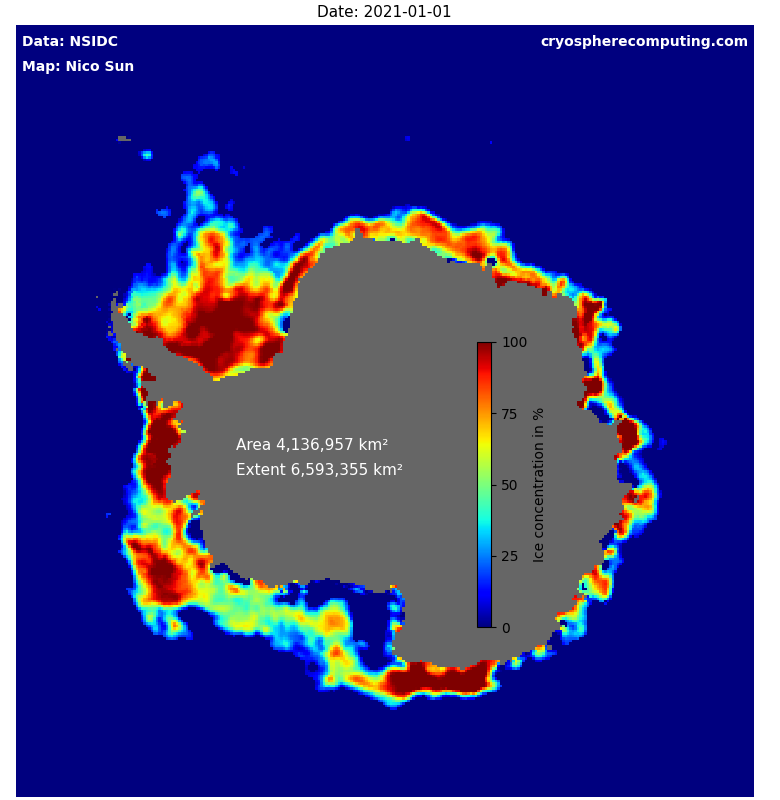 Date: 2021-01-01
Data: NSIDC
cryospherecomputing.com
Map: Nico Sun
100
75
50
25
0
Ice concentration in %
Area 4,136,957 km²
Extent 6,593,355 km²